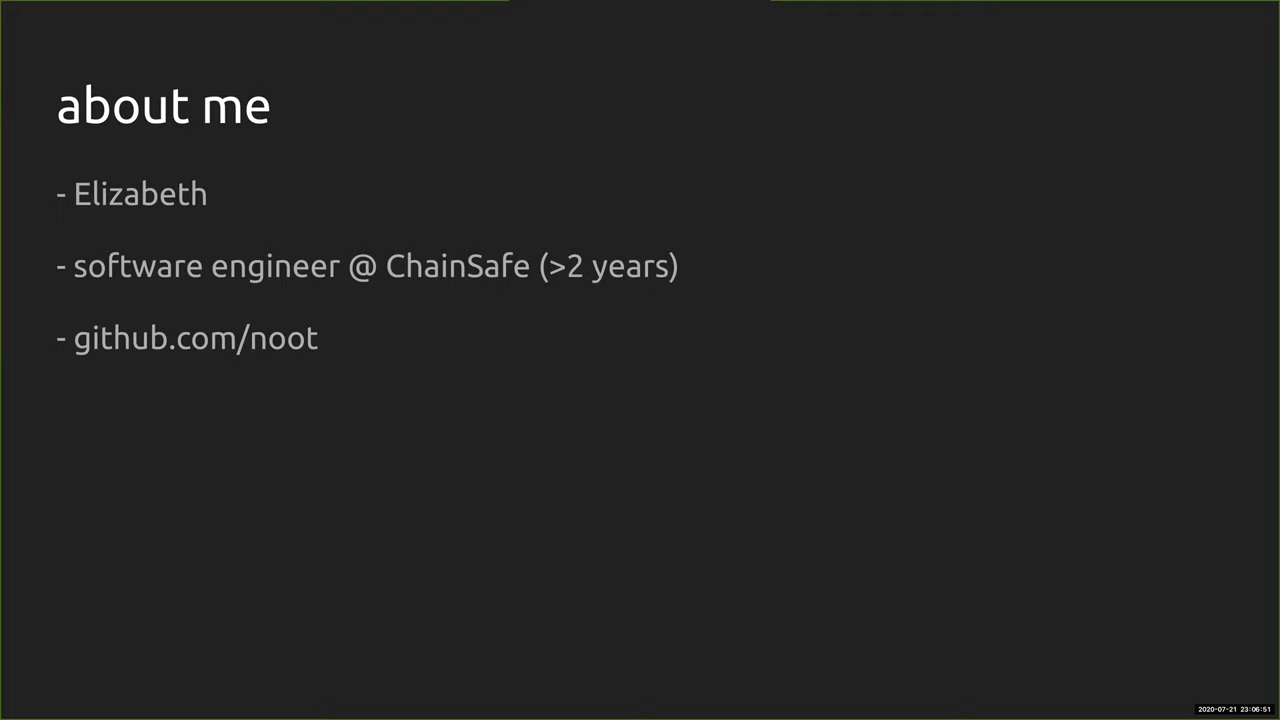 about me
- Elizabeth
- software engineer @ ChainSafe (>2 years)
- github.com/noot
2020-07-21 23:06:51